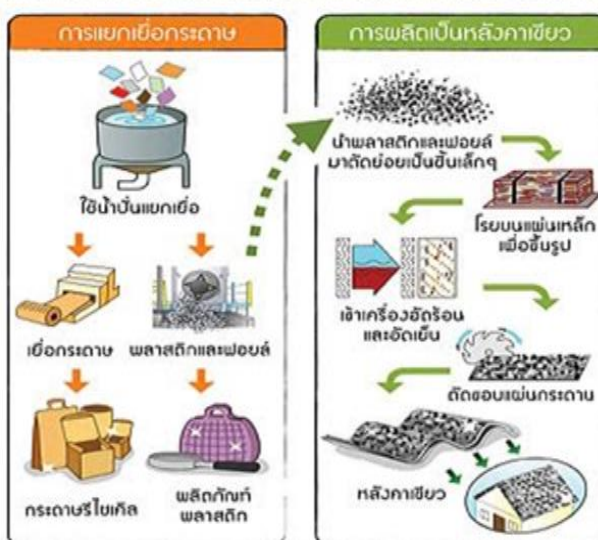 การแยกเยื่อกระดาษ
ใช้น้ำปั่นแยกเยื่อ
เยื่อกระดาษ
พลาสติกและฟอยล์
กระดาษรีไซเคิล
ผลิตภัณฑ์
พลาสติก
การผลิตเป็นหลังคาเขียว
นำพลาสติกและฟอยล์
มาตัดย่อยเป็นชิ้นเล็กๆ
โรยบนแผ่นเหล็ก
เพื่อขึ้นรูป
เข้าเครื่องอัดร้อน
และอัดเย็น
ตัดขอบแผ่นกระดาน
หลังคาเขียว